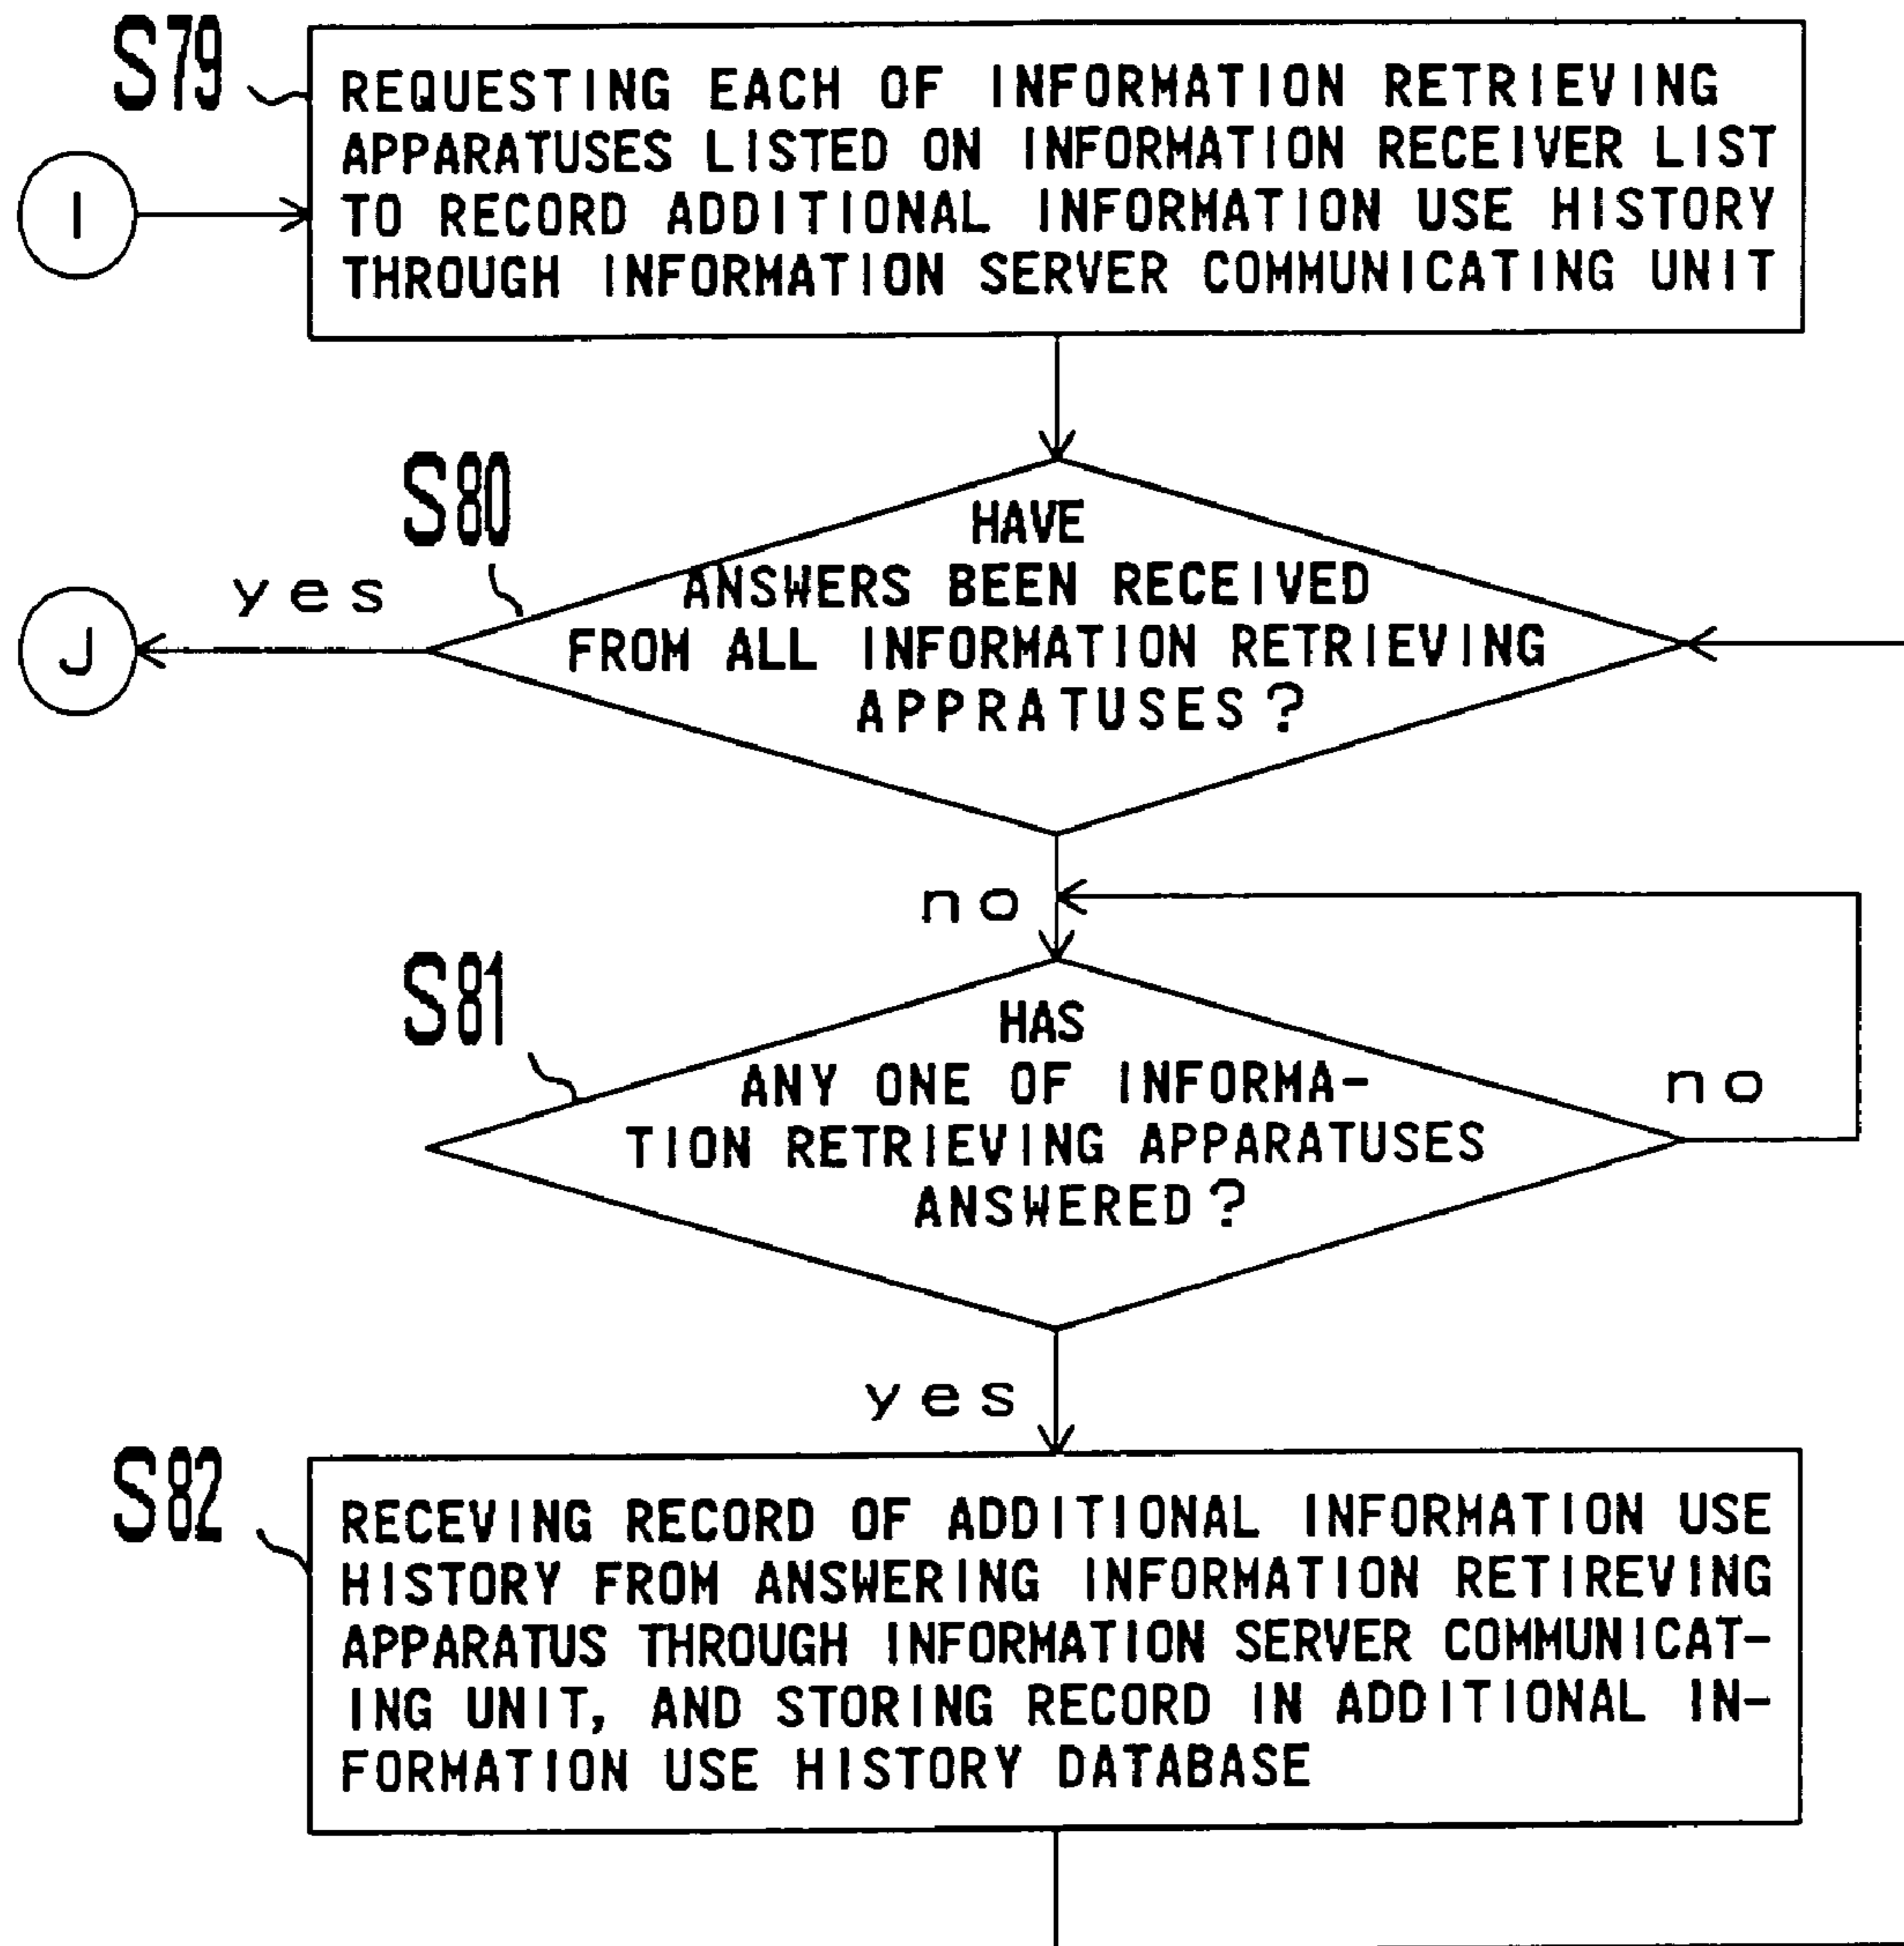 S79
REQUESTING EACH OF INFORMATION RETRIEVING
APPARATUSES LISTED ON INFORMATION RECEIVER LIST
TO RECORD ADDITIONAL INFORMATION USE HISTORY
THROUGH INFORMATION SERVER COMMUNICATING UNIT
I
S80
HAVE
ANSWERS BEEN RECEIVED
FROM ALL INFORMATION RETRIEVING
APPRATUSES?
yes
J
no
S81
HAS
ANY ONE OF INFORMA-
TION RETRIEVING APPARATUSES
ANSWERED?
no
yes
S82
RECEVING RECORD OF ADDITIONAL INFORMATION USE
HISTORY FROM ANSWERING INFORMATION RETIREVING
APPARATUS THROUGH INFORMATION SERVER COMMUNICAT-
ING UNIT, AND STORING RECORD IN ADDITIONAL IN-
FORMATION USE HISTORY DATABASE